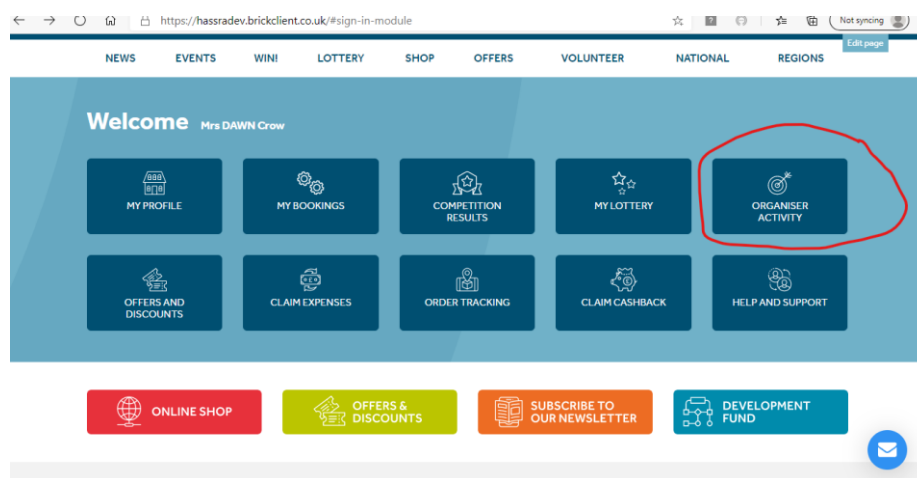 https://hassradev.brickclient.co.uk/#sign-in-module
Not syncing
Edit page
NEWS EVENTS WIN! LOTTERY SHOP OFFERS VOLUNTEER NATIONAL REGIONS
Welcome Mrs DAWN Crow
MY PROFILE
MY BOOKINGS
COMPETITION
RESULTS
MY LOTTERY
ORGANISER
ACTIVITY
OFFERS AND
DISCOUNTS
CLAIM EXPENSES
ORDER TRACKING
CLAIM CASHBACK
HELP AND SUPPORT
ONLINE SHOP
OFFERS &
DISCOUNTS
SUBSCRIBE TO
OUR NEWSLETTER
DEVELOPMENT
FUND